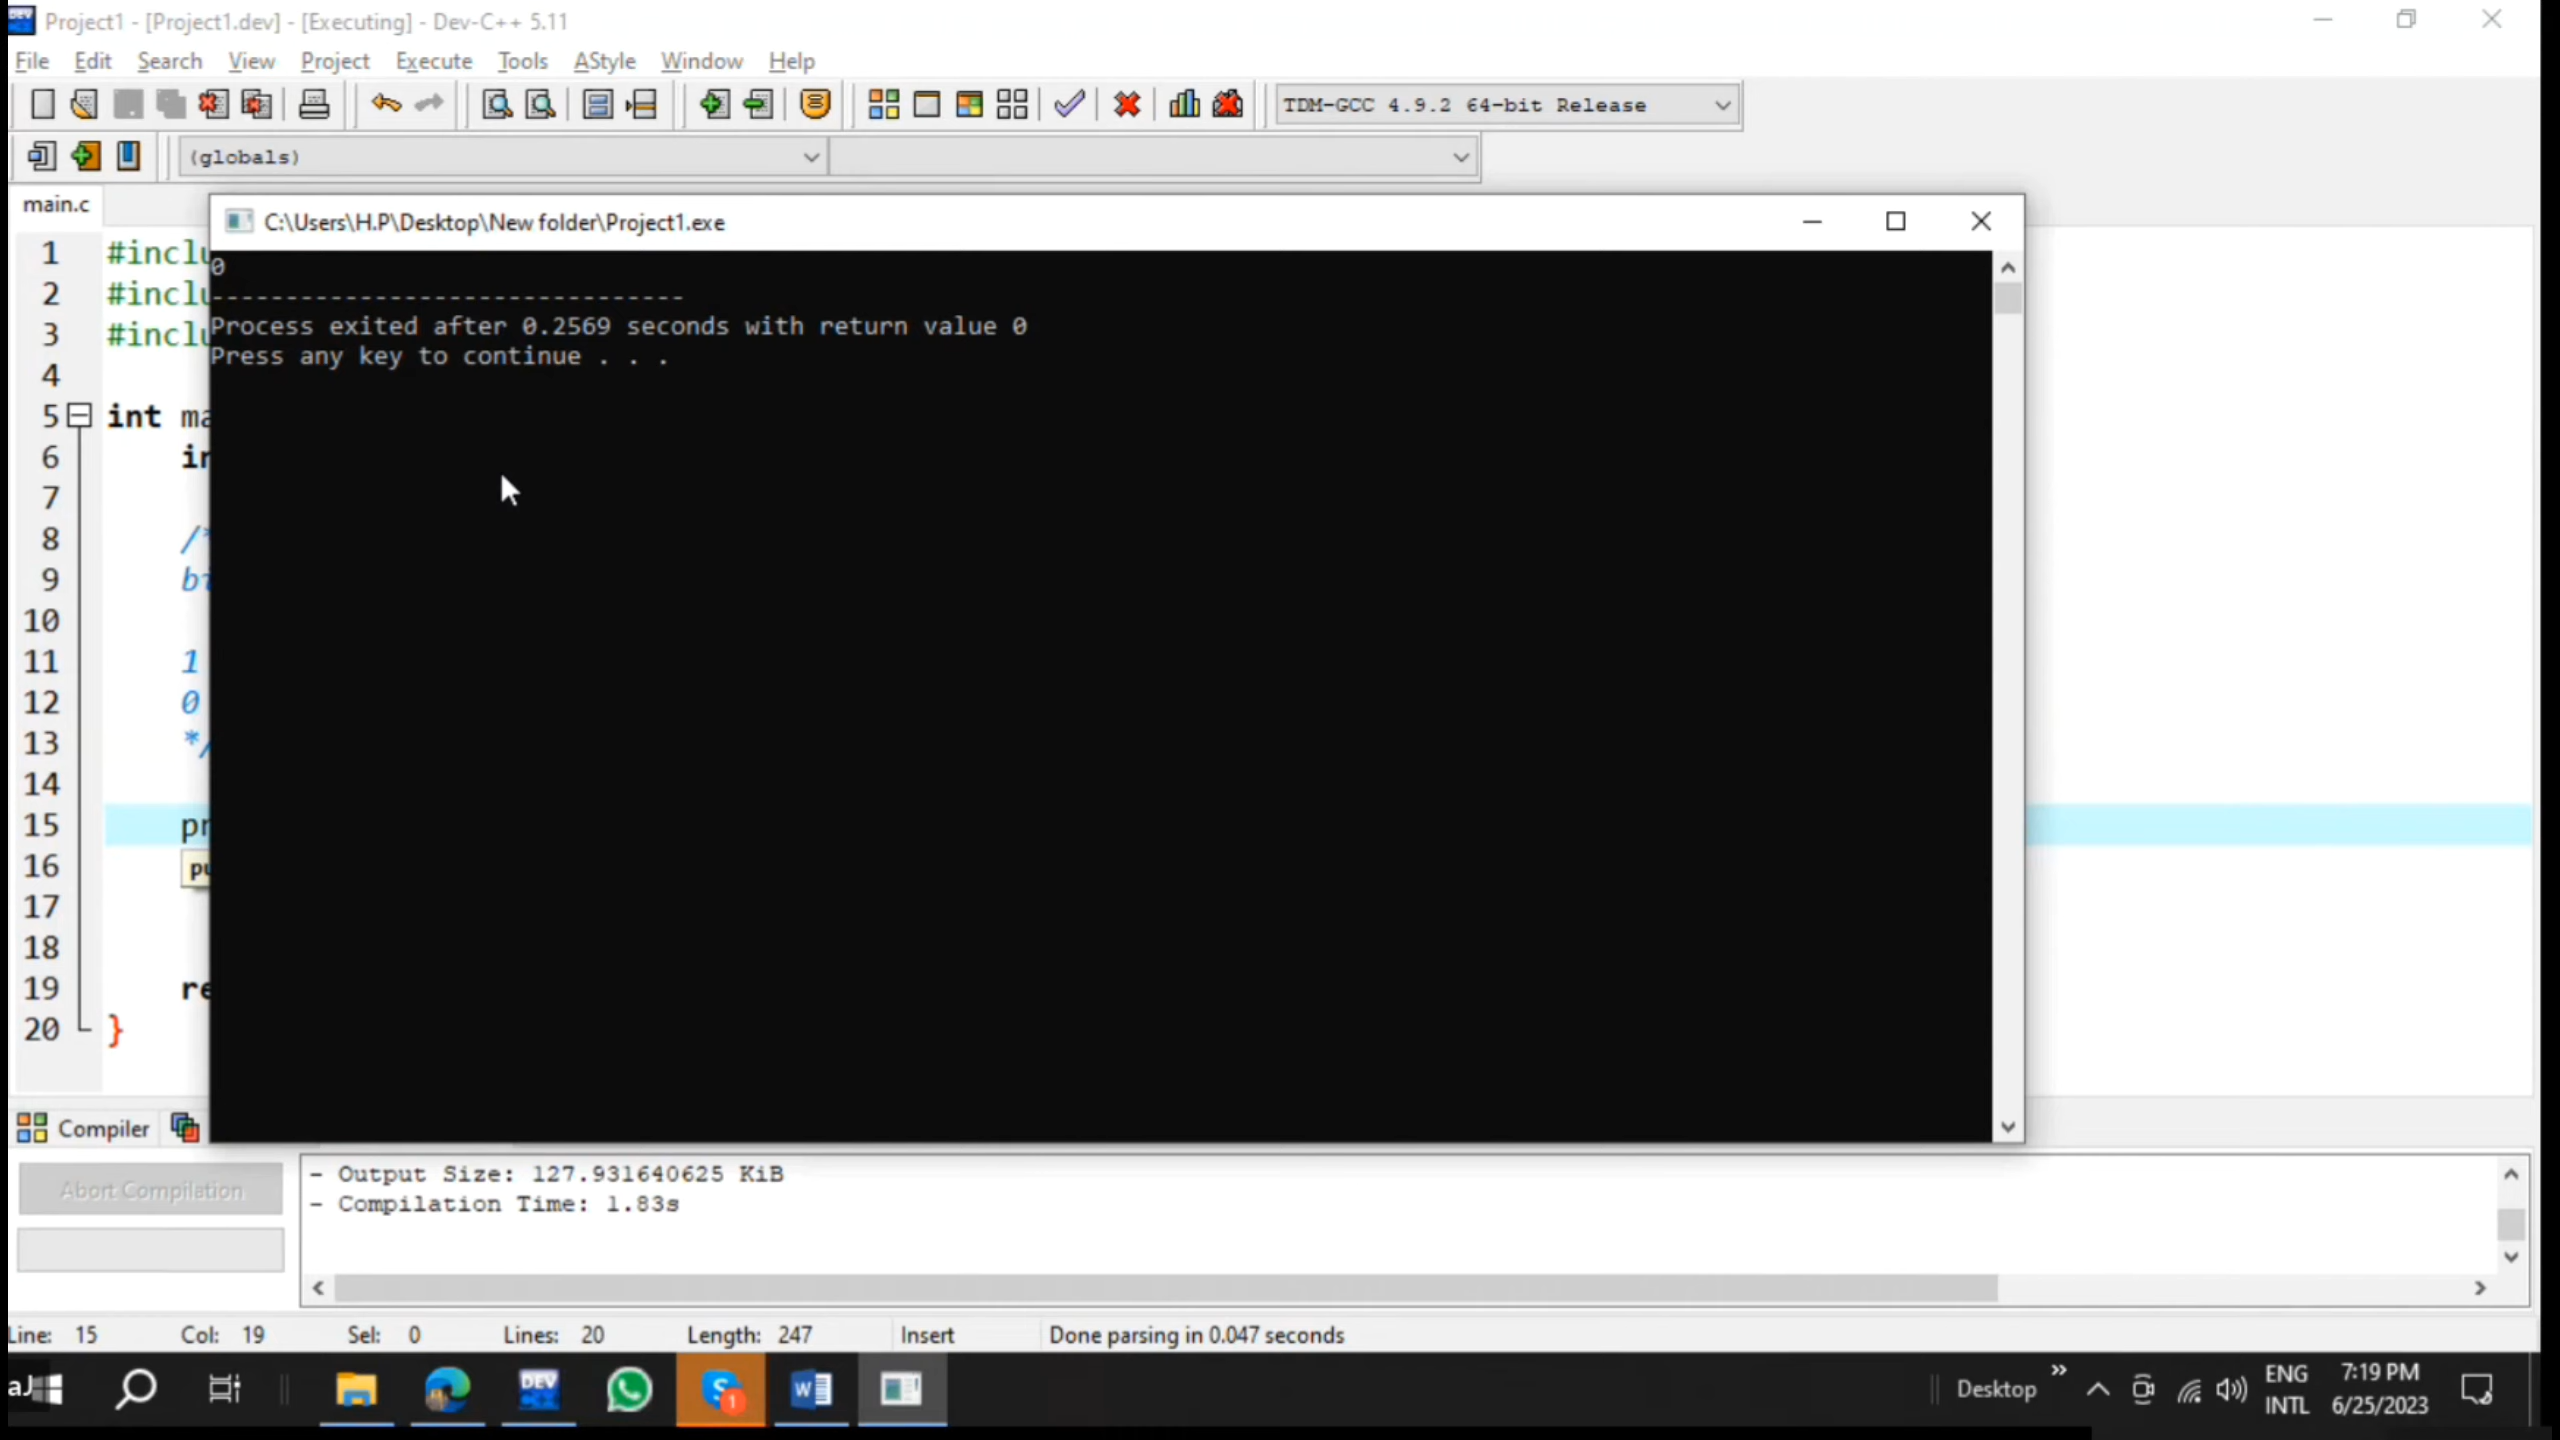 Project1 - [Project1.dev] - [Executing] - Dev-C++ 5.11
File Edit Search View Project Execute Tools AStyle Window Help
TDM-GCC 4.9.2 64-bit Release
(globals)
main.c
C:\Users\H.P\Desktop\New folder\Project1.exe
0
--------------------------------
Process exited after 0.2569 seconds with return value 0
Press any key to continue . . .
1 #inclu
2 #inclu
3 #inclu
4
5 int ma
6 in
7
8 /*
9
10
11 1
12 0
13 */
14
15 pr
16 pu
17
18
19 re
20 }
Compiler
Abort Compilation
- Output Size: 127.931640625 KiB
- Compilation Time: 1.83s
Line: 15 Col: 19 Sel: 0 Lines: 20 Length: 247 Insert Done parsing in 0.047 seconds
DEV
S 1
W
Desktop
ENG
INTL
7:19 PM
6/25/2023